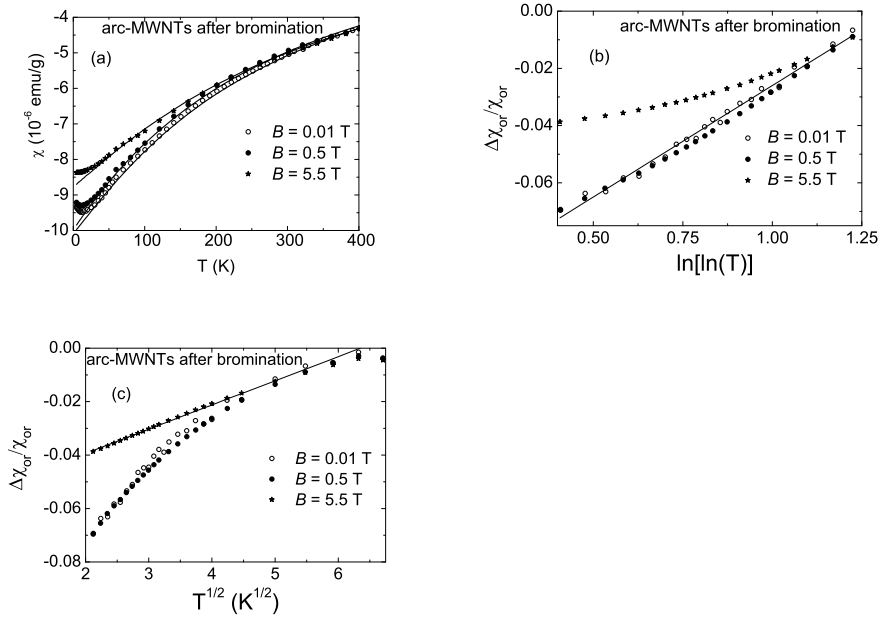 arc-MWNTs after bromination
(a)
χ (10⁻⁶ emu/g)
-4
-5
-6
-7
-8
-9
-10
B = 0.01 T
B = 0.5 T
B = 5.5 T
0 100 200 300 400
T (K)
arc-MWNTs after bromination
(b)
Δχor/χor
0.00
-0.02
-0.04
-0.06
B = 0.01 T
B = 0.5 T
B = 5.5 T
0.50 0.75 1.00 1.25
ln[ln(T)]
arc-MWNTs after bromination
(c)
Δχor/χor
0.00
-0.02
-0.04
-0.06
-0.08
B = 0.01 T
B = 0.5 T
B = 5.5 T
2 3 4 5 6
T^1/2 (K^1/2)